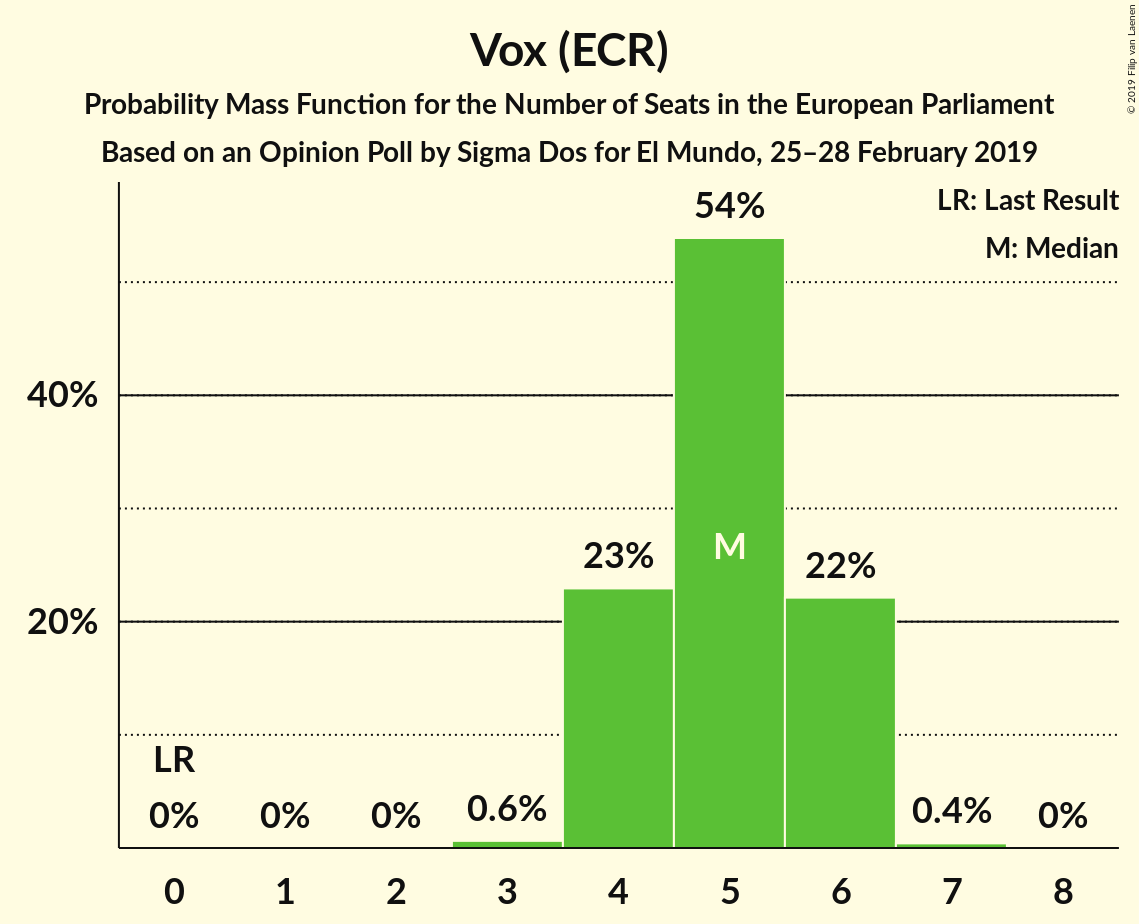 Vox (ECR)
Probability Mass Function for the Number of Seats in the European Parliament
Based on an Opinion Poll by Sigma Dos for El Mundo, 25–28 February 2019
© 2019 Filip van Laenen
LR: Last Result
M: Median
54%
40%
M
23%
22%
20%
LR
0%
0%
0%
0.6%
0.4%
0%
0 1 2 3 4 5 6 7 8